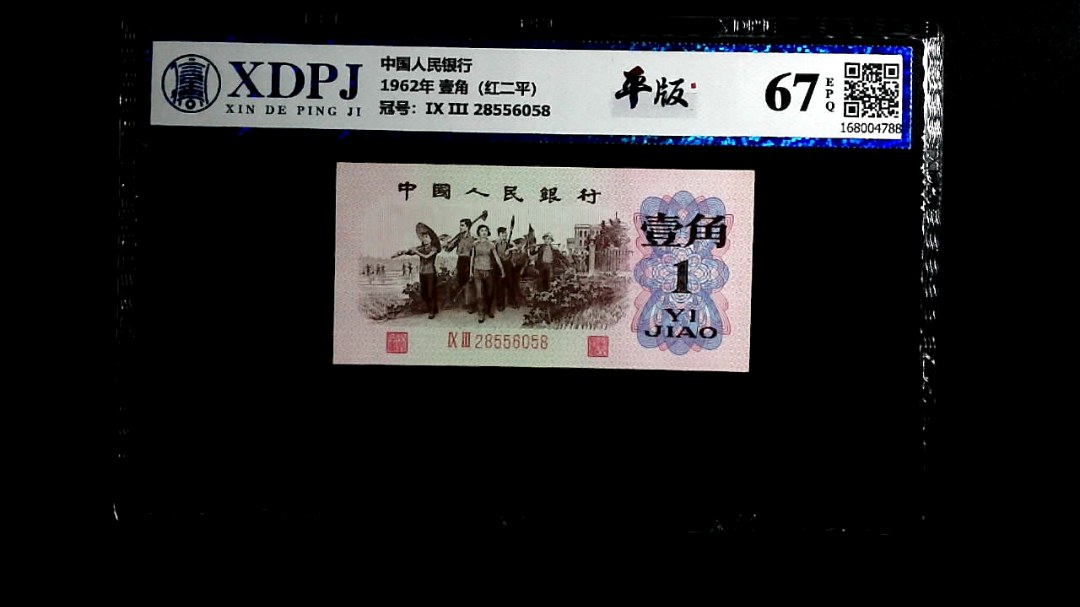 XDPJ
XIN DE PING JI
中国人民银行
1962年 壹角（红二平）
冠号：IX III 28556058
平版
67
EPQ
168004788
中國人民銀行
壹角
1
YI
JIAO
IX III 28556058